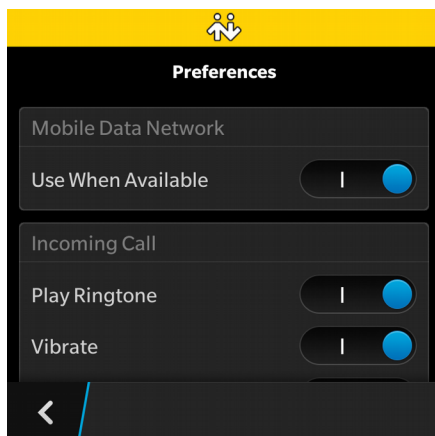 Preferences
Mobile Data Network
Use When Available
Incoming Call
Play Ringtone
Vibrate